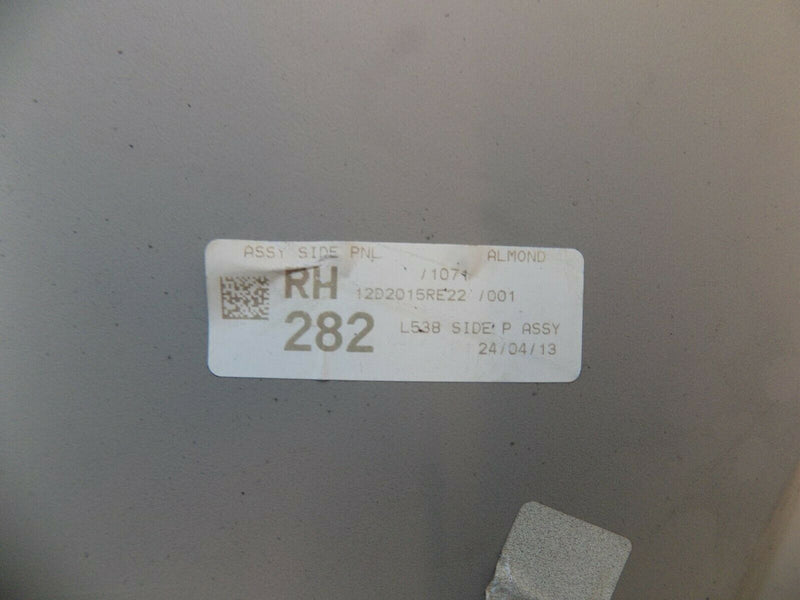 ASSY SIDE PNL ALMOND
RH /1071
12D2015RE22 /001
282 L538 SIDE P ASSY
24/04/13